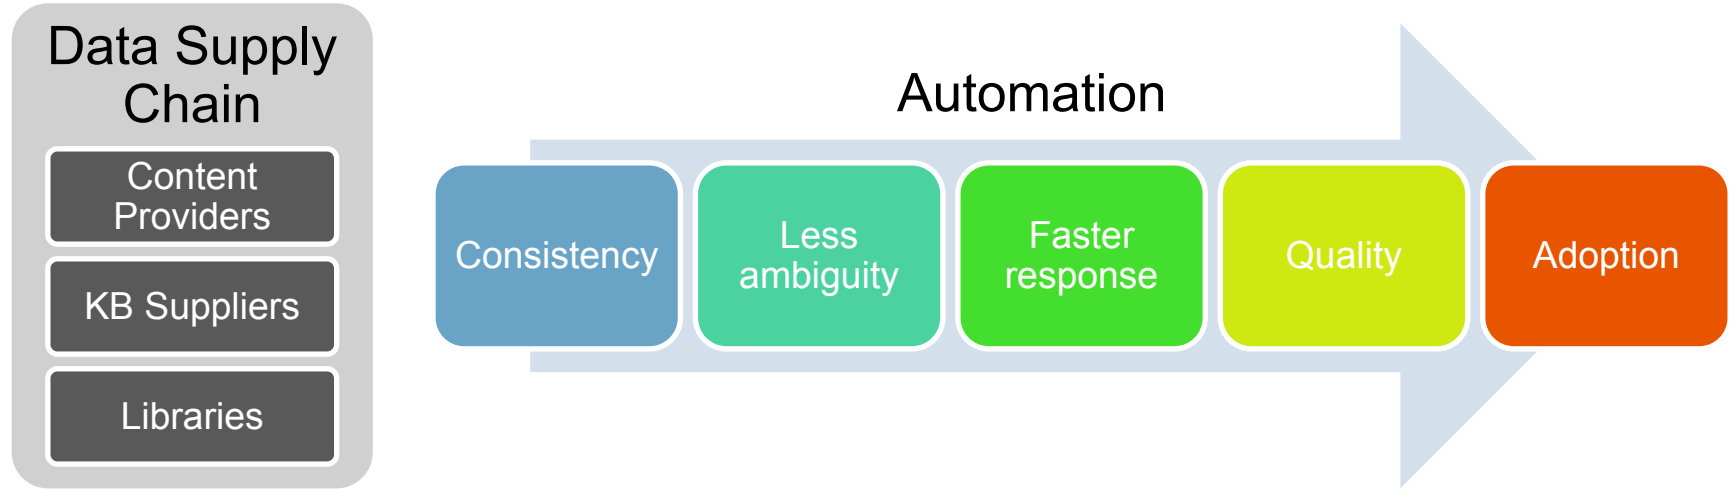 Data Supply
Chain
Content
Providers
KB Suppliers
Libraries
Automation
Consistency
Less
ambiguity
Faster
response
Quality
Adoption